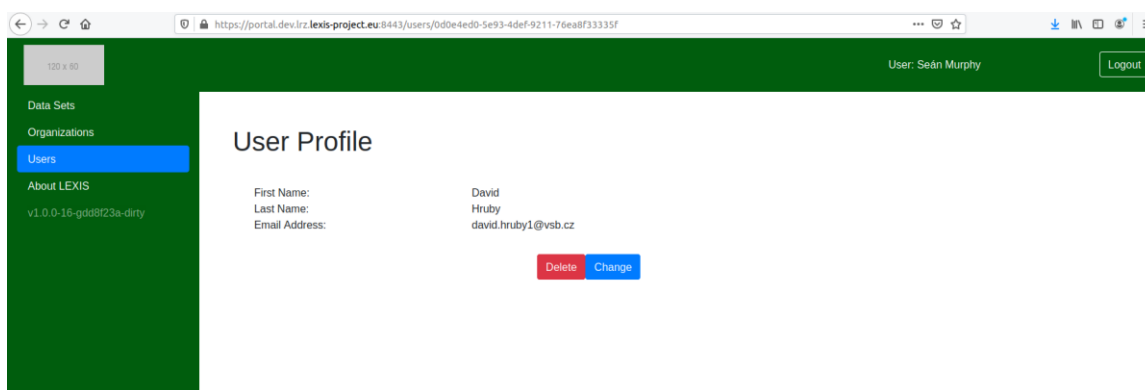 https://portal.dev.lrz.lexis-project.eu:8443/users/0d0e4ed0-5e93-4def-9211-76ea8f33335f
120 x 60
User: Seán Murphy
Logout
Data Sets
Organizations
Users
About LEXIS
v1.0.0-16-gdd8f23a-dirty
User Profile
First Name: David
Last Name: Hruby
Email Address: david.hruby1@vsb.cz
Delete Change